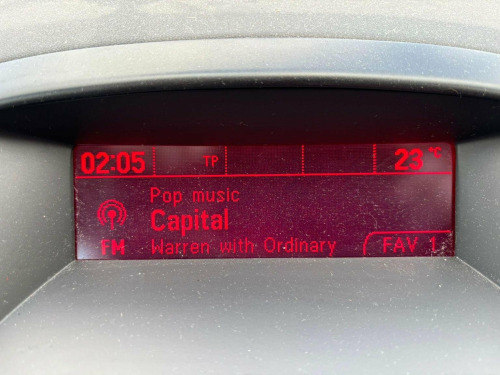 02:05 TP 23 °C
Pop music
Capital
FM Warren with Ordinary FAV 1